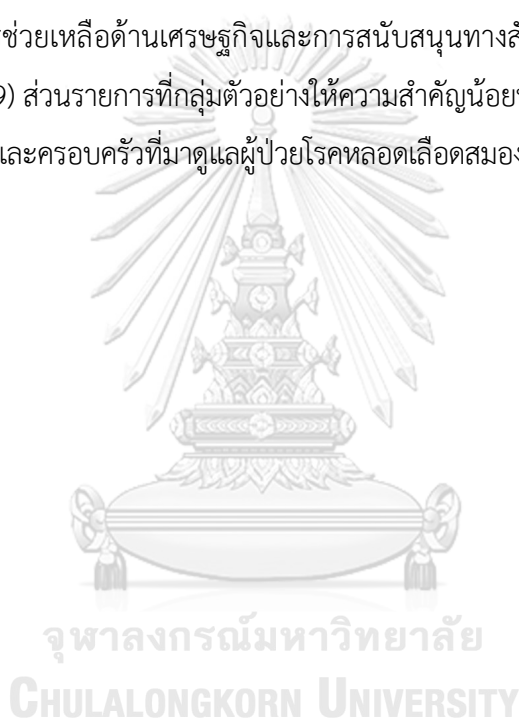 ช่วยเหลือด้านเศรษฐกิจและการสนับสนุนทางสั
9) ส่วนรายการที่กลุ่มตัวอย่างให้ความสำคัญน้อย
และครอบครัวที่มาดูแลผู้ป่วยโรคหลอดเลือดสมอง
จุฬาลงกรณ์มหาวิทยาลัย
CHULALONGKORN UNIVERSITY